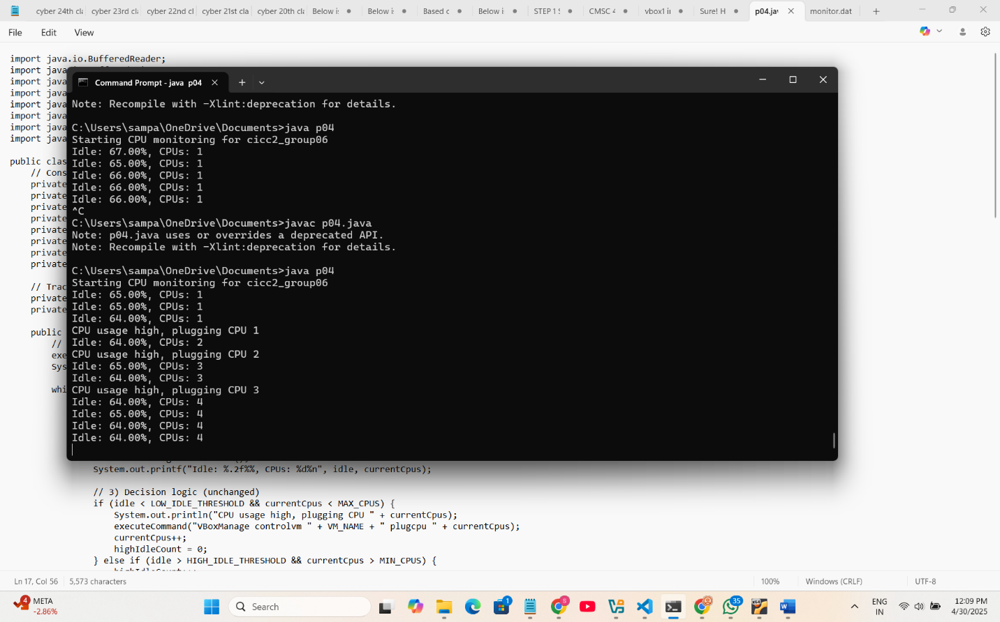 cyber 24th cla
cyber 23rd cla
cyber 22nd cl
cyber 21st cla
cyber 20th cla
Below i
Below i
Based c
Below i
STEP 1
CMSC 4
vbox1 i
Sure! H
p04.jav
monitor.dat
File Edit View
import java.io.BufferedReader;
import java
import java
import java
import java
import java
import java
import java
public clas
// Cons
private
private
private
private
private
private
private
private
// Trac
private
private
public
//
exe
Sys
whi
Command Prompt - java p04
Note: Recompile with -Xlint:deprecation for details.
C:\Users\sampa\OneDrive\Documents>java p04
Starting CPU monitoring for cicc2_group06
Idle: 67.00%, CPUs: 1
Idle: 65.00%, CPUs: 1
Idle: 66.00%, CPUs: 1
Idle: 66.00%, CPUs: 1
Idle: 66.00%, CPUs: 1
^C
C:\Users\sampa\OneDrive\Documents>javac p04.java
Note: p04.java uses or overrides a deprecated API.
Note: Recompile with -Xlint:deprecation for details.
C:\Users\sampa\OneDrive\Documents>java p04
Starting CPU monitoring for cicc2_group06
Idle: 65.00%, CPUs: 1
Idle: 65.00%, CPUs: 1
Idle: 64.00%, CPUs: 1
CPU usage high, plugging CPU 1
Idle: 64.00%, CPUs: 2
CPU usage high, plugging CPU 2
Idle: 65.00%, CPUs: 3
Idle: 64.00%, CPUs: 3
CPU usage high, plugging CPU 3
Idle: 64.00%, CPUs: 4
Idle: 65.00%, CPUs: 4
Idle: 64.00%, CPUs: 4
Idle: 64.00%, CPUs: 4
System.out.printf("Idle: %.2f%%, CPUs: %d%n", idle, currentCpus);
// 3) Decision logic (unchanged)
if (idle < LOW_IDLE_THRESHOLD && currentCpus < MAX_CPUS) {
System.out.println("CPU usage high, plugging CPU " + currentCpus);
executeCommand("VBoxManage controlvm " + VM_NAME + " plugcpu " + currentCpus);
currentCpus++;
highIdleCount = 0;
} else if (idle > HIGH_IDLE_THRESHOLD && currentCpus > MIN_CPUS) {
Ln 17, Col 56 5,573 characters 100% Windows (CRLF) UTF-8
4
META
-2.86%
Search
1
S
35
X64
ENG
IN
12:09 PM
4/30/2025